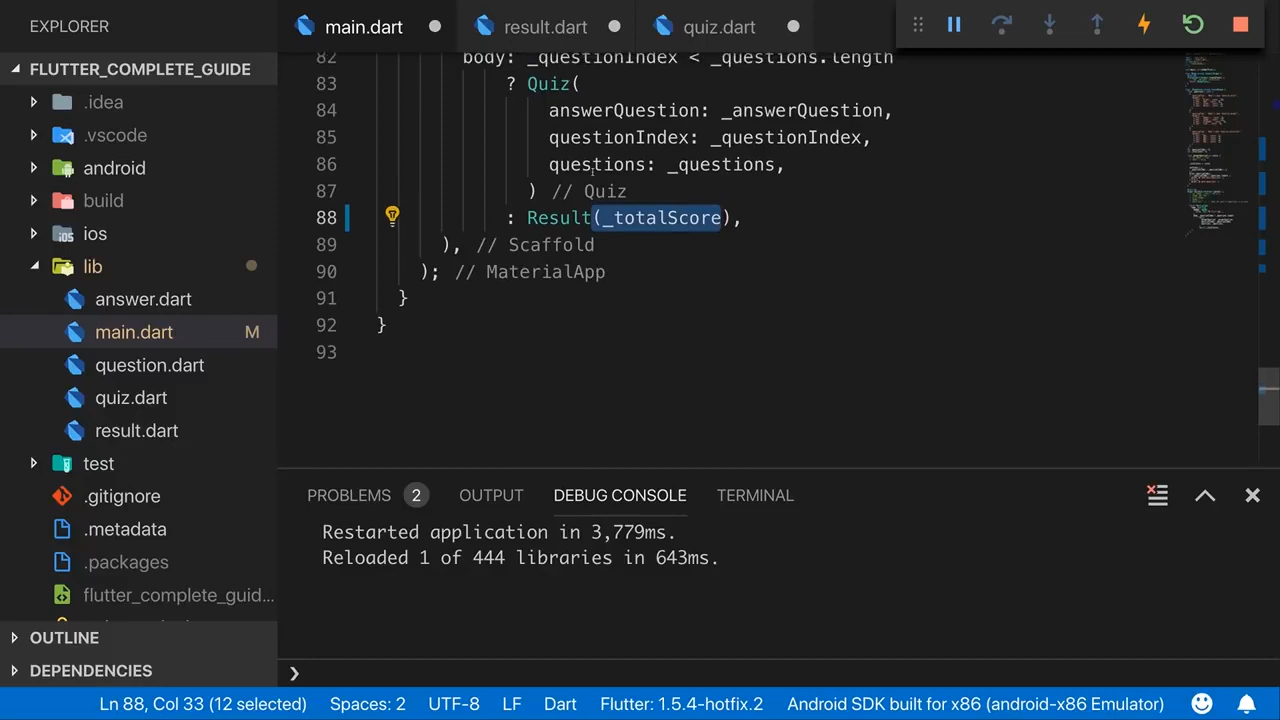 EXPLORER
main.dart
result.dart
quiz.dart
FLUTTER_COMPLETE_GUIDE
.idea
.vscode
android
build
ios
lib
answer.dart
main.dart M
question.dart
quiz.dart
result.dart
test
.gitignore
.metadata
.packages
flutter_complete_guid...
OUTLINE
DEPENDENCIES
82 body: _questionIndex < _questions.length
83 ? Quiz(
84 answerQuestion: _answerQuestion,
85 questionIndex: _questionIndex,
86 questions: _questions,
87 ) // Quiz
88 : Result(_totalScore),
89 ), // Scaffold
90 ); // MaterialApp
91 }
92 }
93
PROBLEMS 2 OUTPUT DEBUG CONSOLE TERMINAL
Restarted application in 3,779ms.
Reloaded 1 of 444 libraries in 643ms.
Ln 88, Col 33 (12 selected) Spaces: 2 UTF-8 LF Dart Flutter: 1.5.4-hotfix.2 Android SDK built for x86 (android-x86 Emulator)